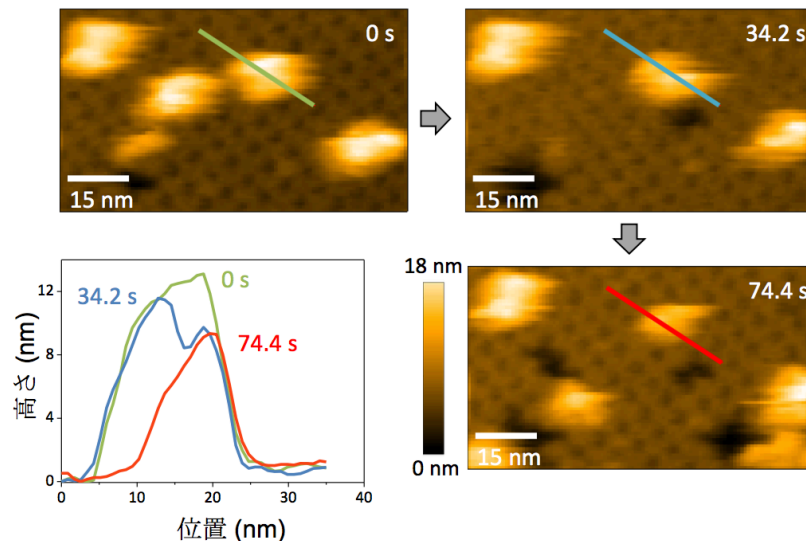 0 s
15 nm
34.2 s
15 nm
18 nm
0 nm
74.4 s
15 nm
高さ (nm)
12
8
4
0
0 s
34.2 s
74.4 s
0
10
20
30
40
位置 (nm)